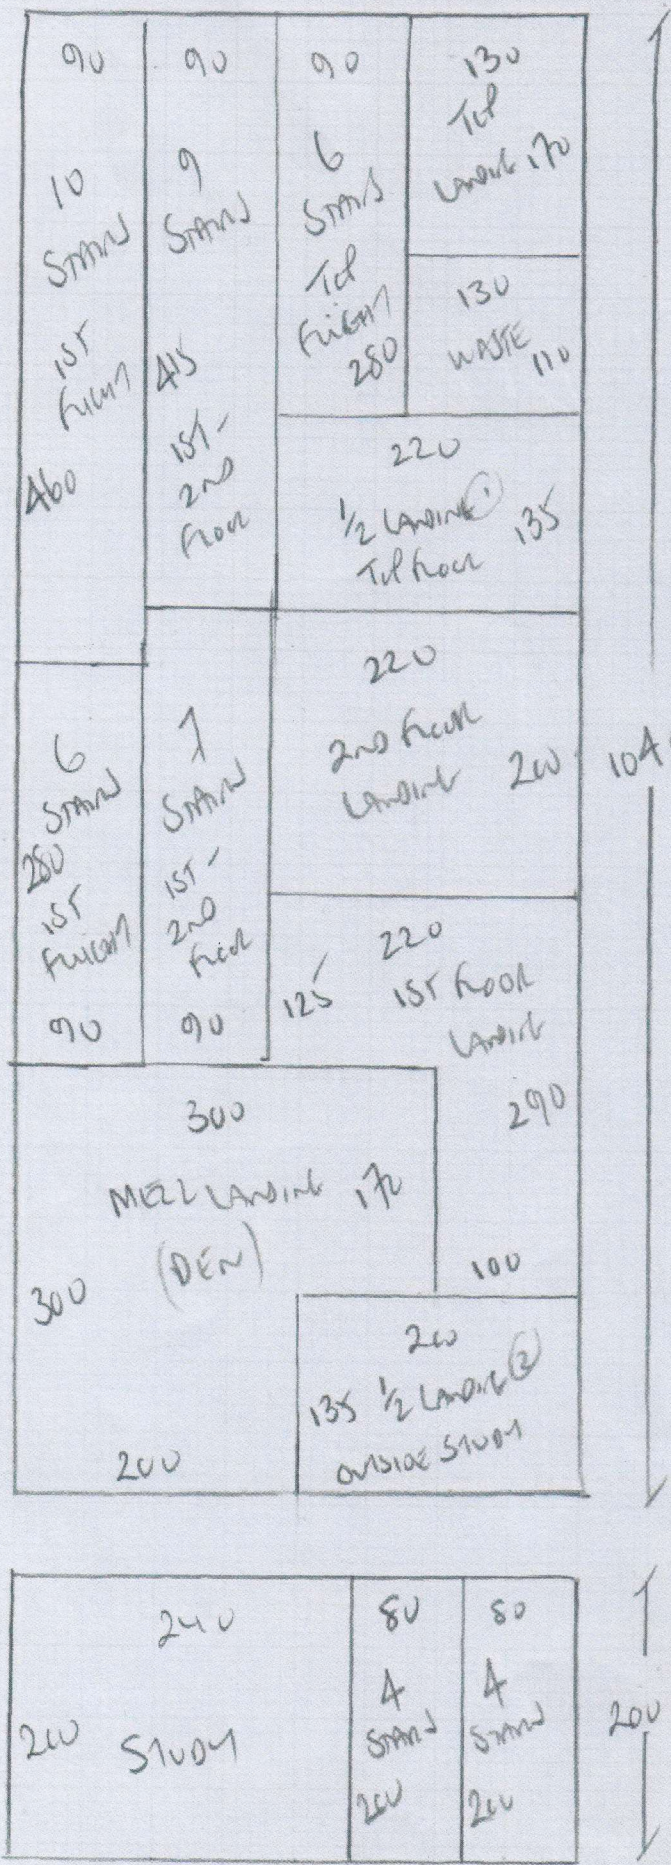 90
10
STAIRS
1ST
FLIGHT
460
90
9
STAIRS
415
1ST-
2ND
FLOOR
90
6
STAIRS
TOP
FLIGHT
280
130
TOP
LANDING 170
130
WASTE 110
220
1/2 LANDING ① 135
TOP FLOOR
220
2ND FLOOR
LANDING 200
104
6
STAIRS
280
1ST
FLIGHT
90
7
STAIRS
1ST-
2ND
FLOOR
90
220
125 1ST FLOOR
LANDING
290
100
300
MEZZ LANDING 170
(DEN)
300
200
200
135 1/2 LANDING ②
OUTSIDE STUDY
240
200 STUDY
80
4
STAIRS
200
80
4
STAIRS
200
200